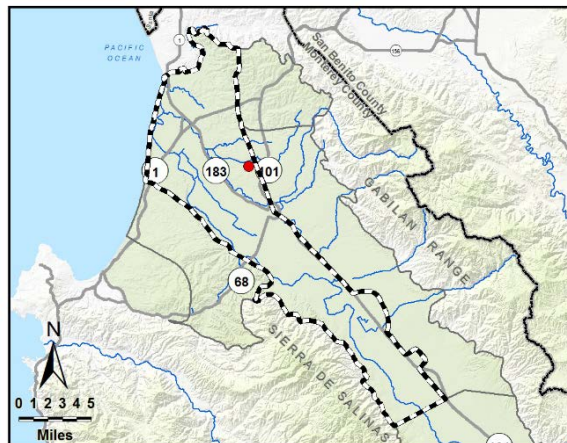 PACIFIC
OCEAN
1
156
San Benito County
Monterey County
183
101
1
GABILAN RANGE
68
SIERRA DE SALINAS
N
0 1 2 3 4 5
Miles